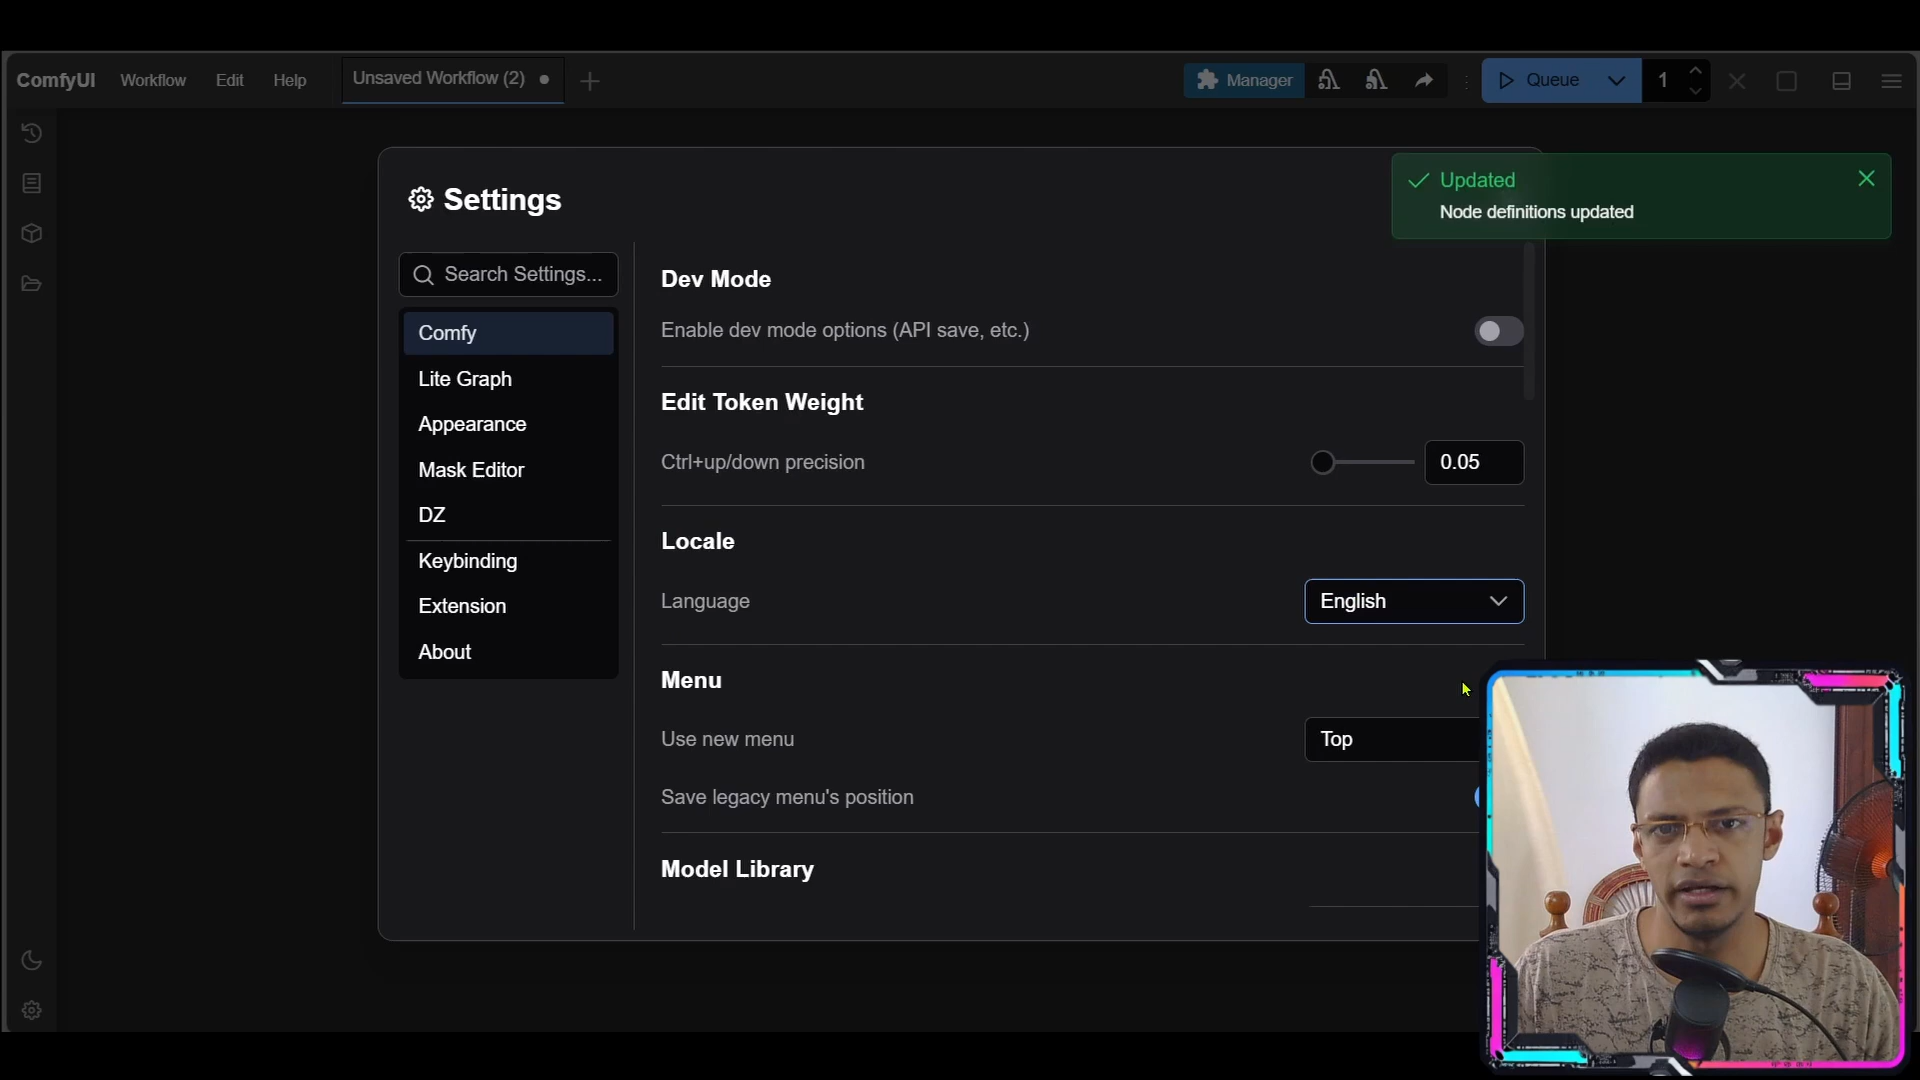 ComfyUI Workflow Edit Help Unsaved Workflow (2) Manager Queue 1
Updated
Node definitions updated
Settings
Search Settings...
Comfy
Lite Graph
Appearance
Mask Editor
DZ
Keybinding
Extension
About
Dev Mode
Enable dev mode options (API save, etc.)
Edit Token Weight
Ctrl+up/down precision 0.05
Locale
Language English
Menu
Use new menu Top
Save legacy menu's position
Model Library